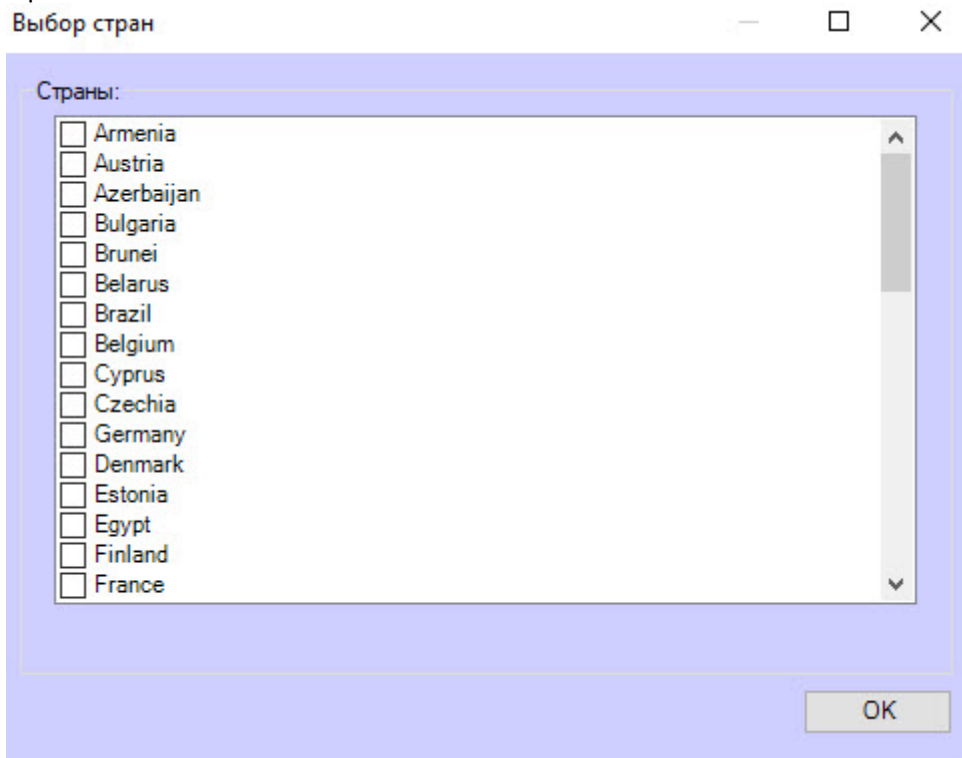 Выбор стран
Страны:
Armenia
Austria
Azerbaijan
Bulgaria
Brunei
Belarus
Brazil
Belgium
Cyprus
Czechia
Germany
Denmark
Estonia
Egypt
Finland
France
OK